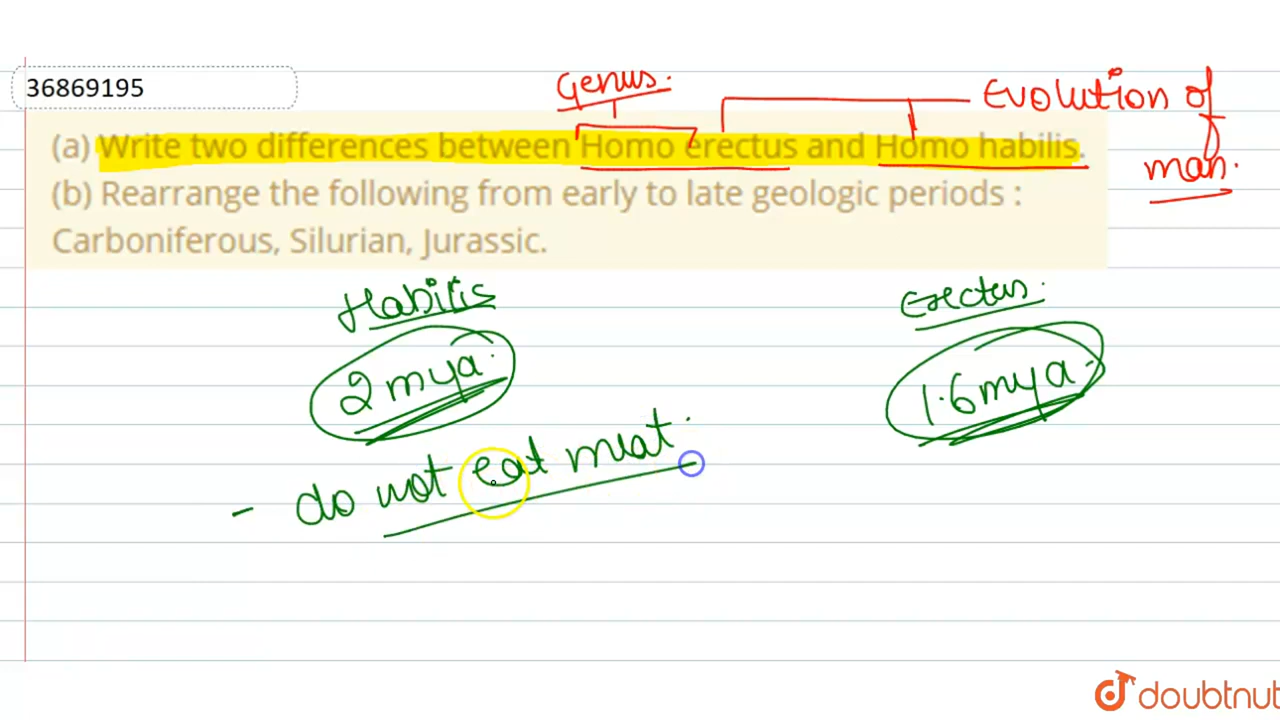 36869195
Genus.
Evolution of
man.
(a) Write two differences between Homo erectus and Homo habilis.
(b) Rearrange the following from early to late geologic periods :
Carboniferous, Silurian, Jurassic.
Habilis
Erectus.
2 mya.
1.6 mya.
- do not eat meat.
doubtnut